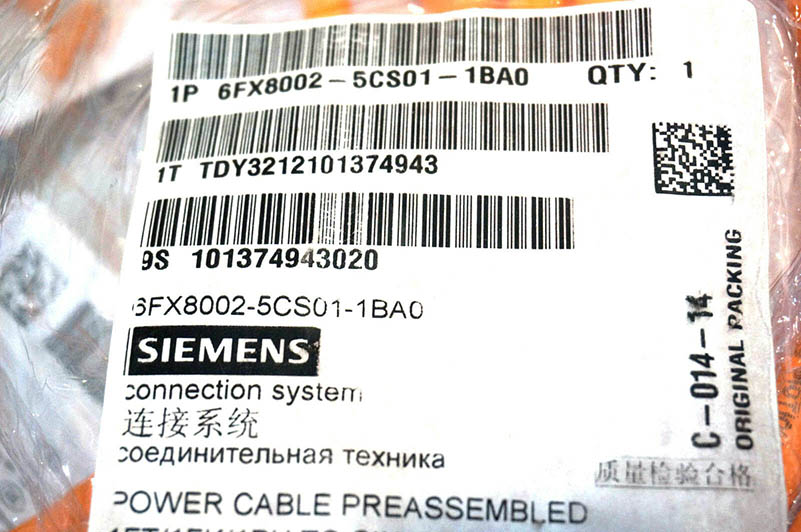 1P 6FX8002-5CS01-1BA0 QTY: 1
1T TDY3212101374943
9S 101374943020
6FX8002-5CS01-1BA0
SIEMENS
connection system
连接系统
соединительная техника
POWER CABLE PREASSEMBLED
C-014-14
ORIGINAL PACKING
质量检验合格